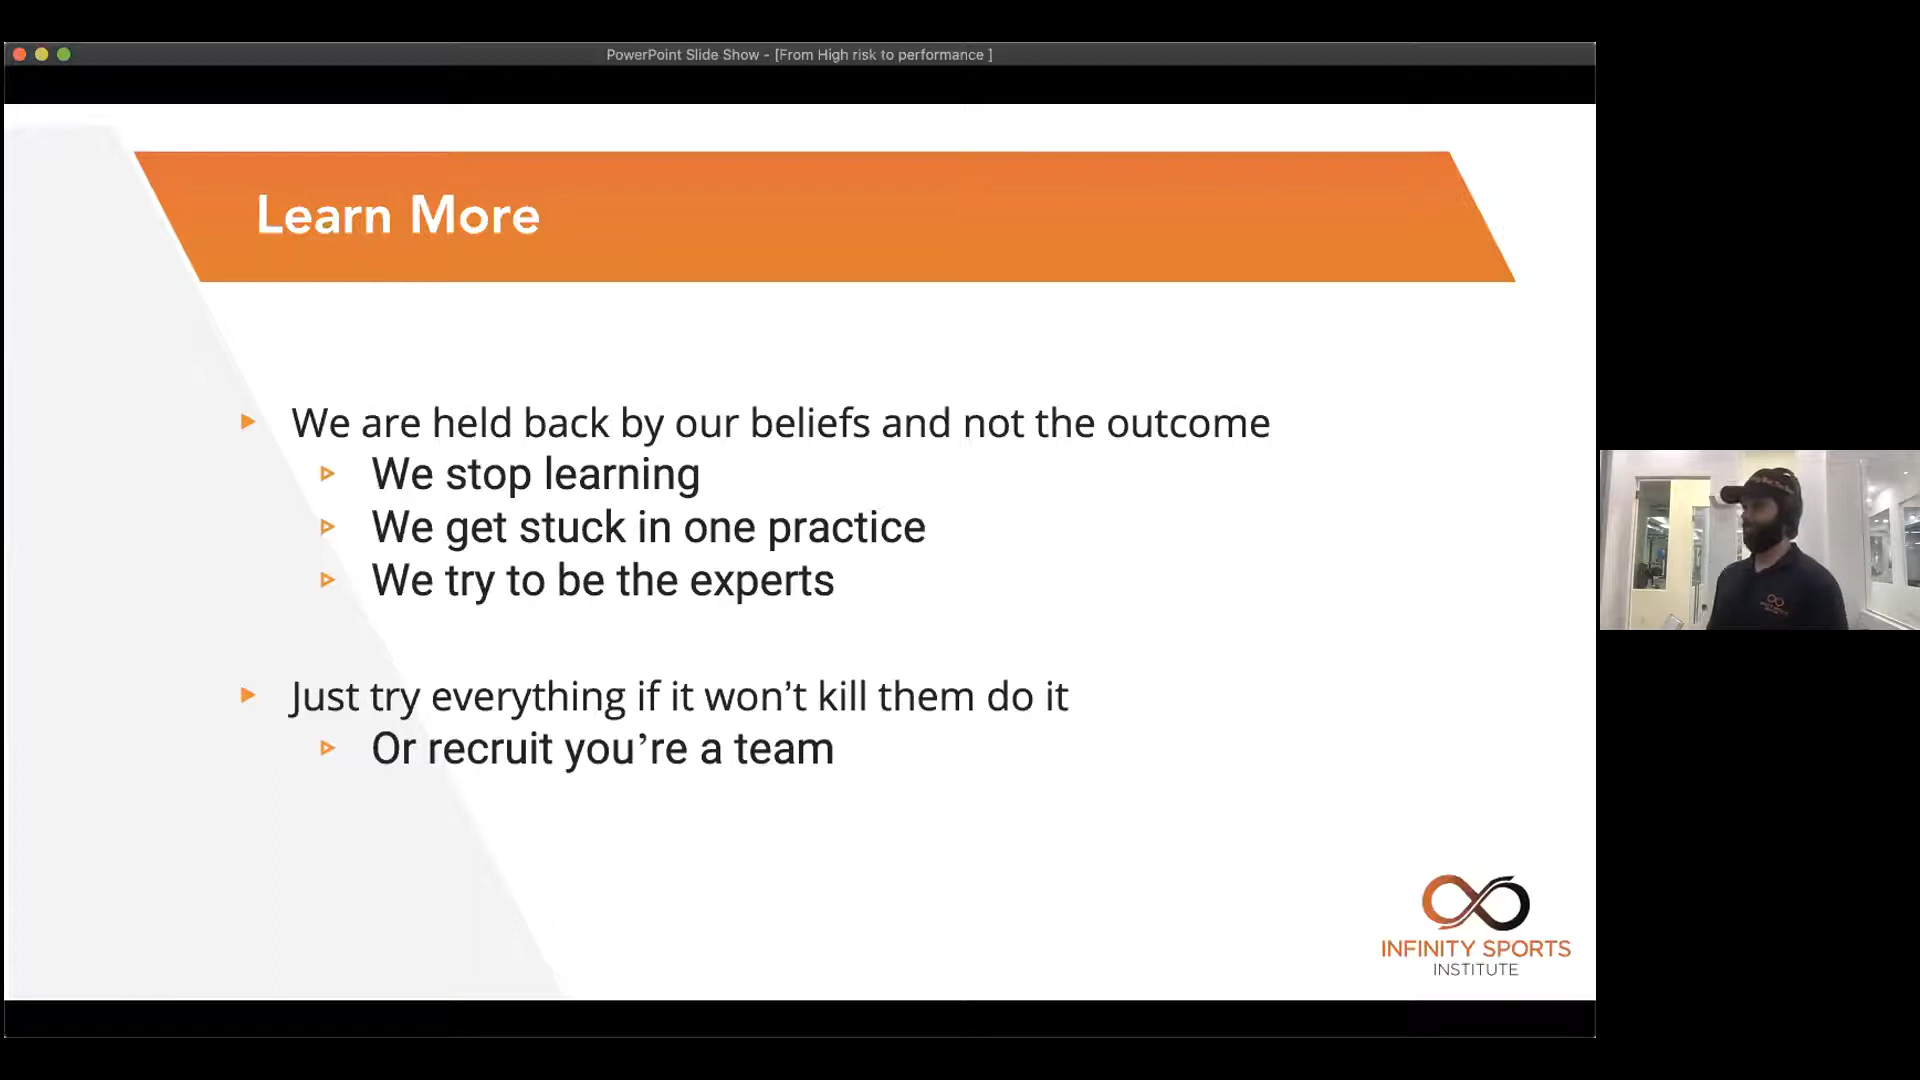 PowerPoint Slide Show - [From High risk to performance ]
Learn More
We are held back by our beliefs and not the outcome
We stop learning
We get stuck in one practice
We try to be the experts
Just try everything if it won’t kill them do it
Or recruit you’re a team
INFINITY SPORTS
INSTITUTE